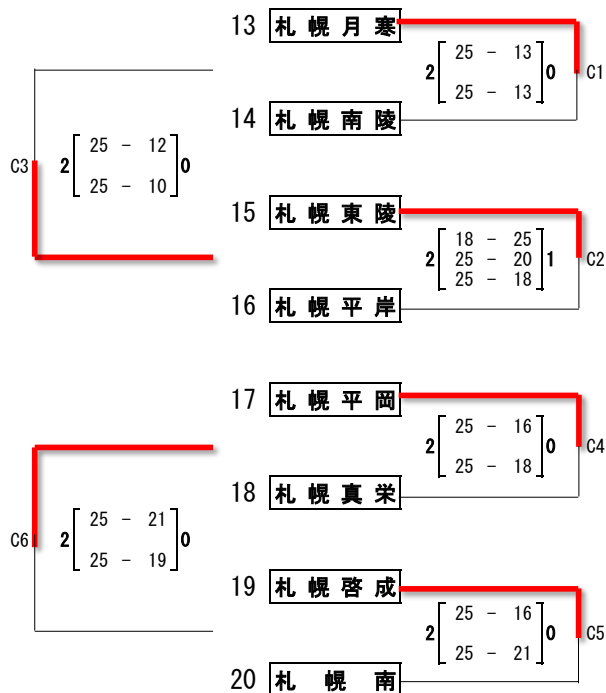 13 札幌月寒
2 25 - 13 0 C1
25 - 13
14 札幌南陵
C3 2 25 - 12 0
25 - 10
15 札幌東陵
18 - 25
2 25 - 20 1 C2
25 - 18
16 札幌平岸
17 札幌平岡
2 25 - 16 0 C4
25 - 18
18 札幌真栄
C6 2 25 - 21 0
25 - 19
19 札幌啓成
2 25 - 16 0 C5
25 - 21
20 札幌南